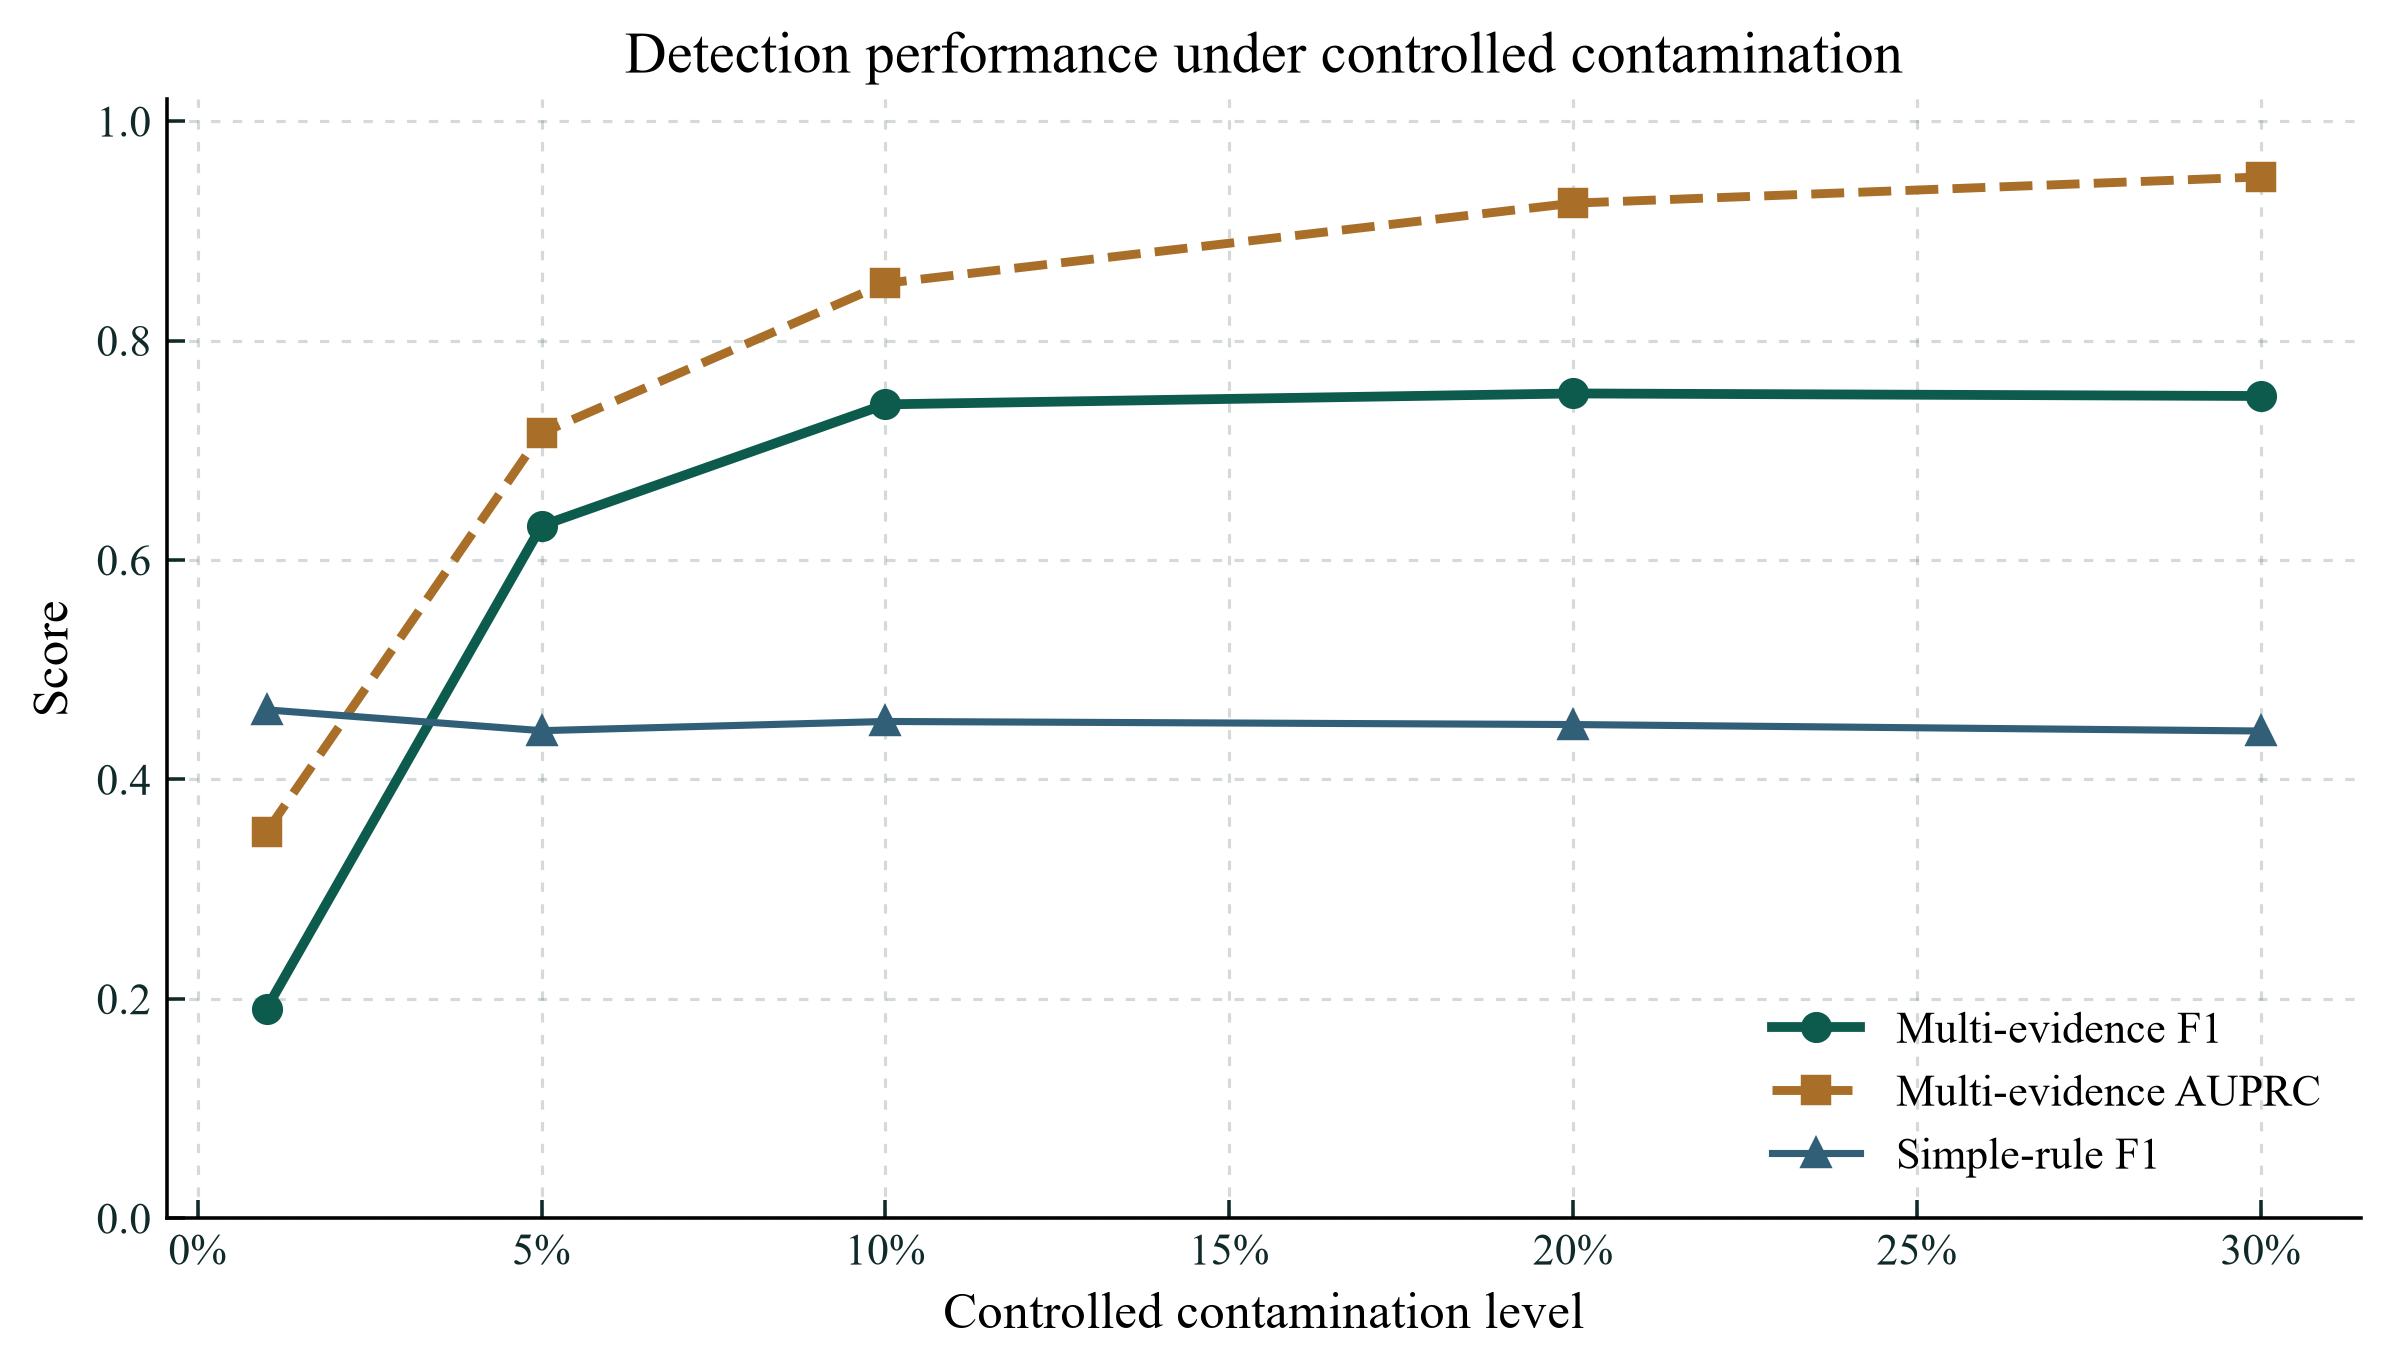 Detection performance under controlled contamination
1.0
0.8
0.6
0.4
0.2
0.0
Score
0% 5% 10% 15% 20% 25% 30%
Controlled contamination level
Multi-evidence F1
Multi-evidence AUPRC
Simple-rule F1